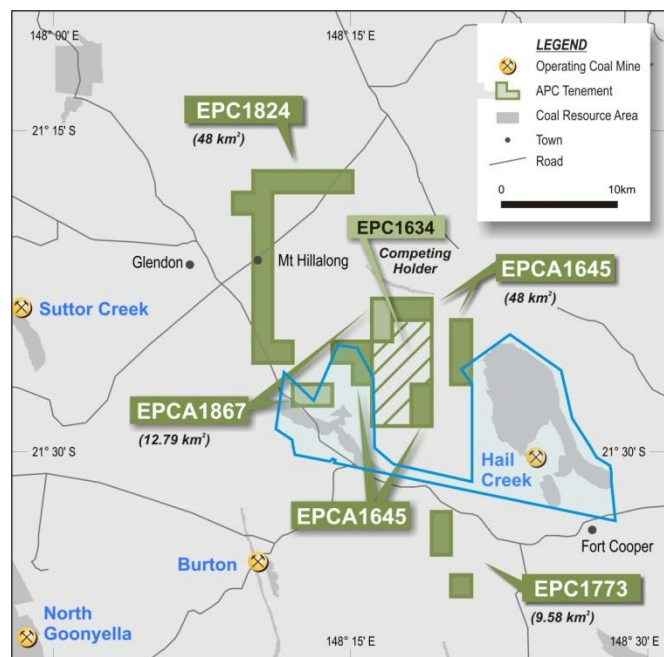 148° 00' E
148° 15' E
LEGEND
Operating Coal Mine
APC Tenement
Coal Resource Area
Town
Road
0 10km
EPC1824
(48 km²)
21° 15' S
EPC1634
Competing
Holder
Glendon
Mt Hillalong
EPCA1645
(48 km²)
Suttor Creek
EPCA1867
(12.79 km²)
21° 30' S
21° 30' S
Hail
Creek
EPCA1645
Fort Cooper
Burton
EPC1773
(9.58 km²)
North
Goonyella
148° 15' E
148° 30' E